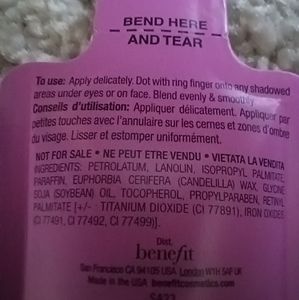 BEND HERE
AND TEAR
To use: Apply delicately. Dot with ring finger onto any shadowed
areas under eyes or on face. Blend evenly & smoothly.
Conseils d'utilisation: Appliquer délicatement. Appliquer par
petites touches avec l'annulaire sur les cernes et zones d'ombre
du visage. Lisser et estomper uniformément.
NOT FOR SALE • NE PEUT ETRE VENDU • VIETATA LA VENDITA
INGREDIENTS: PETROLATUM, LANOLIN, ISOPROPYL PALMITATE,
PARAFFIN, EUPHORBIA CERIFERA (CANDELILLA) WAX, GLYCINE
SOJA (SOYBEAN) OIL, TOCOPHEROL, PROPYLPARABEN, RETINYL
PALMITATE [+/- : TITANIUM DIOXIDE (CI 77891), IRON OXIDES
(CI 77491, CI 77492, CI 77499)].
Dist.
benefit
San Francisco CA 94105 USA London W1H 5AF UK
Made in the USA benefitcosmetics.com